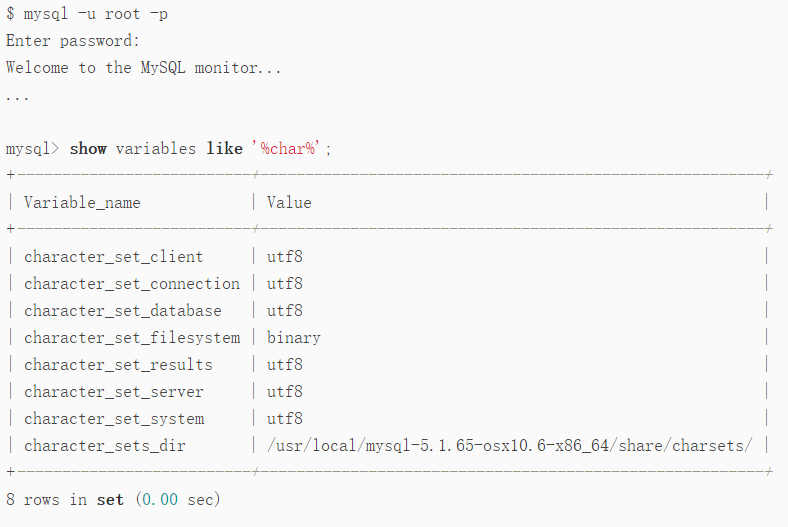 $ mysql -u root -p
Enter password:
Welcome to the MySQL monitor...
...
mysql> show variables like '%char%';
+--------------------------+--------------------------------------------------------+
| Variable_name            | Value                                                  |
+--------------------------+--------------------------------------------------------+
| character_set_client     | utf8                                                   |
| character_set_connection | utf8                                                   |
| character_set_database   | utf8                                                   |
| character_set_filesystem | binary                                                 |
| character_set_results    | utf8                                                   |
| character_set_server     | utf8                                                   |
| character_set_system     | utf8                                                   |
| character_sets_dir       | /usr/local/mysql-5.1.65-osx10.6-x86_64/share/charsets/ |
+--------------------------+--------------------------------------------------------+
8 rows in set (0.00 sec)